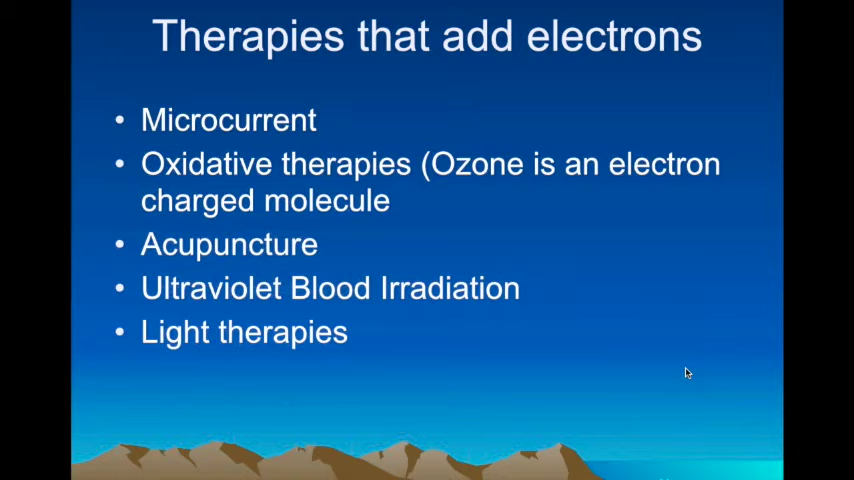 Therapies that add electrons
• Microcurrent
• Oxidative therapies (Ozone is an electron
charged molecule
• Acupuncture
• Ultraviolet Blood Irradiation
• Light therapies